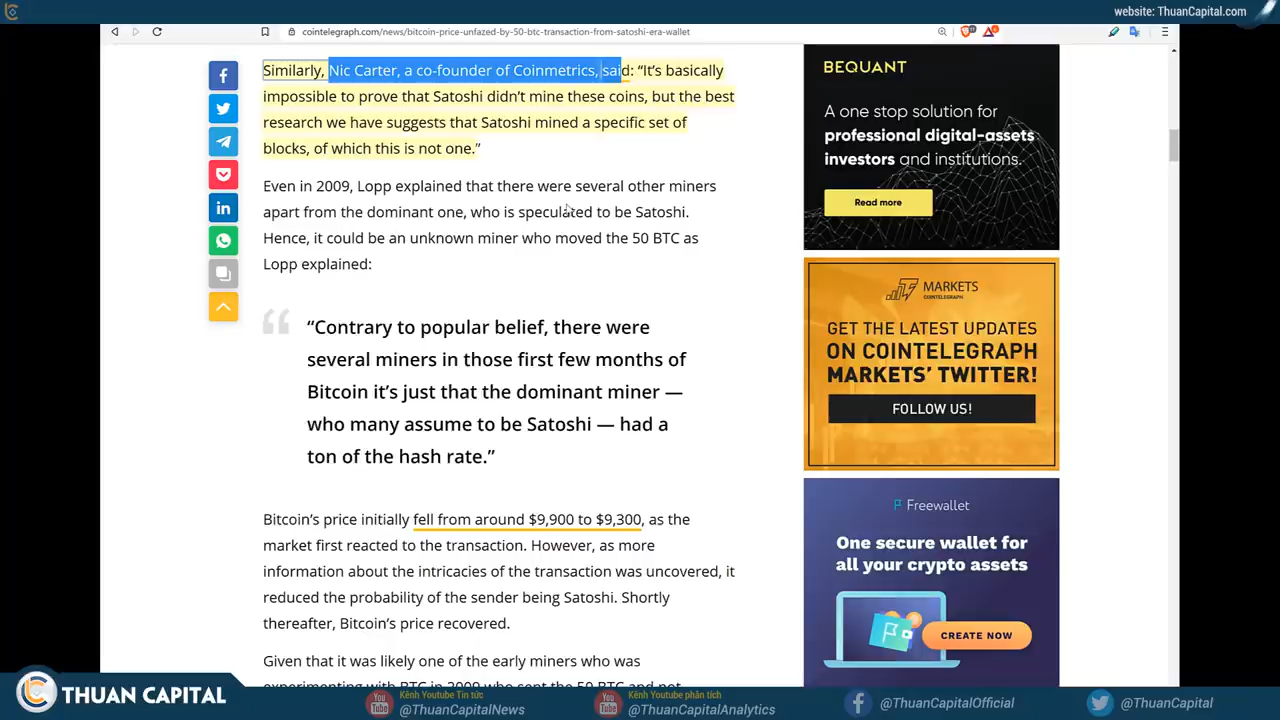 website: ThuanCapital.com
cointelegraph.com/news/bitcoin-price-unfazed-by-50-btc-transaction-from-satoshi-era-wallet
Similarly, Nic Carter, a co-founder of Coinmetrics, said: “It’s basically
impossible to prove that Satoshi didn’t mine these coins, but the best
research we have suggests that Satoshi mined a specific set of
blocks, of which this is not one.”
Even in 2009, Lopp explained that there were several other miners
apart from the dominant one, who is speculated to be Satoshi.
Hence, it could be an unknown miner who moved the 50 BTC as
Lopp explained:
“Contrary to popular belief, there were
several miners in those first few months of
Bitcoin it’s just that the dominant miner —
who many assume to be Satoshi — had a
ton of the hash rate.”
Bitcoin’s price initially fell from around $9,900 to $9,300, as the
market first reacted to the transaction. However, as more
information about the intricacies of the transaction was uncovered, it
reduced the probability of the sender being Satoshi. Shortly
thereafter, Bitcoin’s price recovered.
Given that it was likely one of the early miners who was
experimenting with BTC in 2009 who sent the 50 BTC and not
BEQUANT
A one stop solution for
professional digital-assets
investors and institutions.
Read more
MARKETS
COINTELEGRAPH
GET THE LATEST UPDATES
ON COINTELEGRAPH
MARKETS’ TWITTER!
FOLLOW US!
Freewallet
One secure wallet for
all your crypto assets
CREATE NOW
THUAN CAPITAL
Kênh Youtube Tin tức
@ThuanCapitalNews
Kênh Youtube phân tích
@ThuanCapitalAnalytics
@ThuanCapitalOfficial
@ThuanCapital